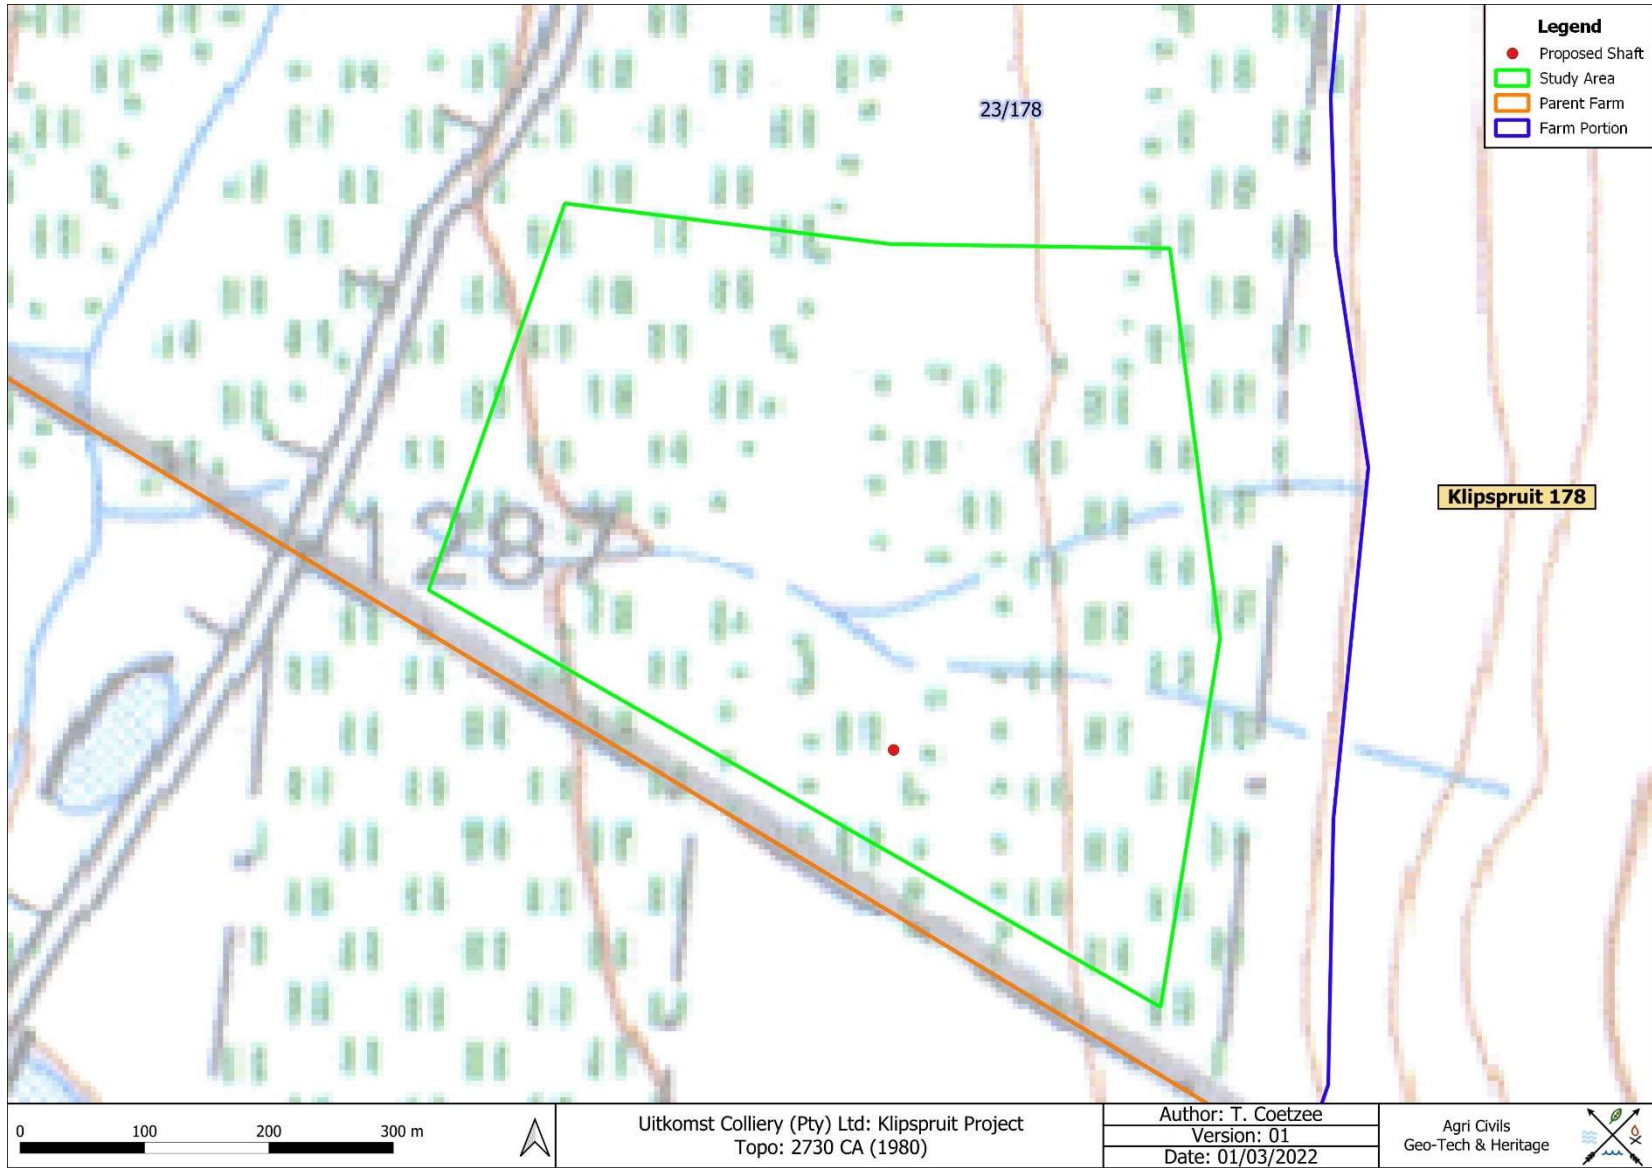 Legend
Proposed Shaft
Study Area
Parent Farm
Farm Portion
23/178
Klipspruit 178
1287
0 100 200 300 m
Uitkomst Colliery (Pty) Ltd: Klipspruit Project
Topo: 2730 CA (1980)
Author: T. Coetzee
Version: 01
Date: 01/03/2022
Agri Civils
Geo-Tech & Heritage